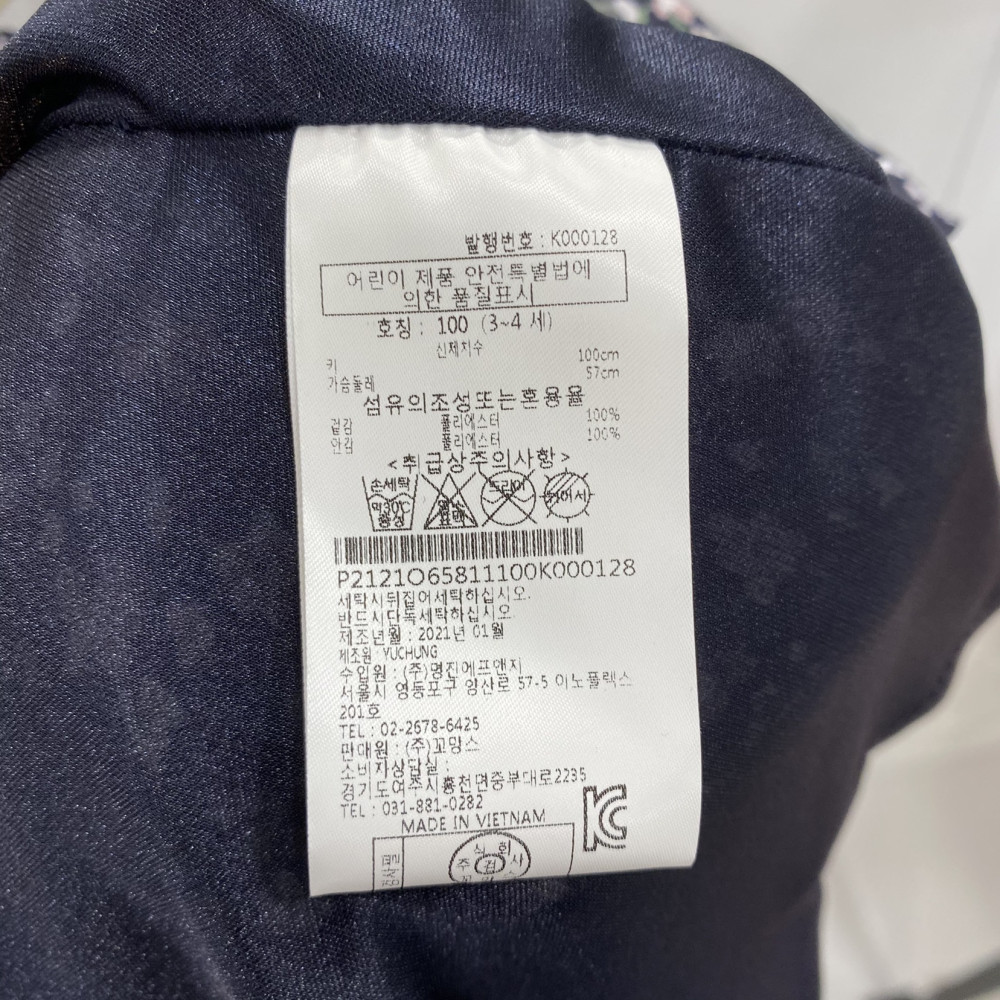 발행번호 : K000128
어린이 제품 안전특별법에
의한 품질표시
호칭 : 100 (3~4 세)
신체치수
키 100cm
가슴둘레 57cm
섬유의조성또는혼용율
겉감 폴리에스터 100%
안감 폴리에스터 100%
<취급상주의사항>
손세탁
약30℃
중성
P2121O65811100K000128
세탁시뒤집어세탁하십시오.
반드시단독세탁하십시오.
제조년월 : 2021년 01월
제조원 : YUCHUNG
수입원 : (주)명진에프앤지
서울시 영등포구 양산로 57-5 이노플렉스
201호
TEL : 02-2678-6425
판매원 : (주)꼬망스
소비자상담실 :
경기도여주시흥천면중부대로2235
TEL : 031-881-0282
MADE IN VIETNAM
KC
주식회사
검